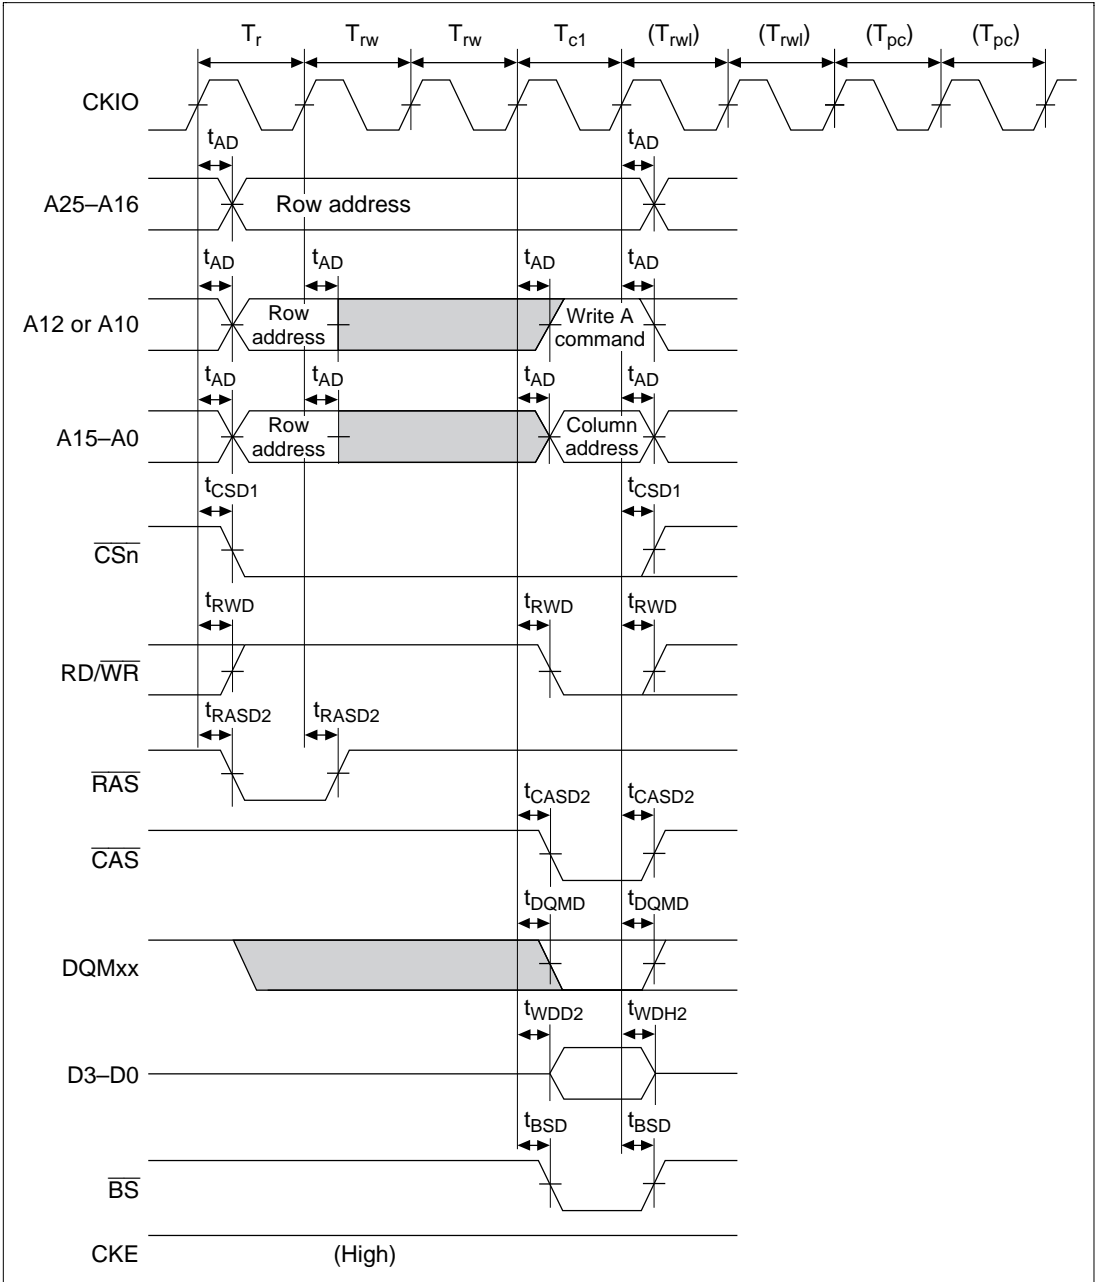 Tr Trw Trw Tc1 (Trwl) (Trwl) (Tpc) (Tpc)
CKIO
tAD tAD
A25–A16 Row address
tAD tAD tAD tAD
A12 or A10 Row address Write A command
tAD tAD tAD tAD
A15–A0 Row address Column address
tCSD1 tCSD1
CSn
tRWD tRWD tRWD
RD/WR
tRASD2 tRASD2
RAS
tCASD2 tCASD2
CAS
tDQMD tDQMD
DQMxx
tWDD2 tWDH2
D3–D0
tBSD tBSD
BS
CKE (High)